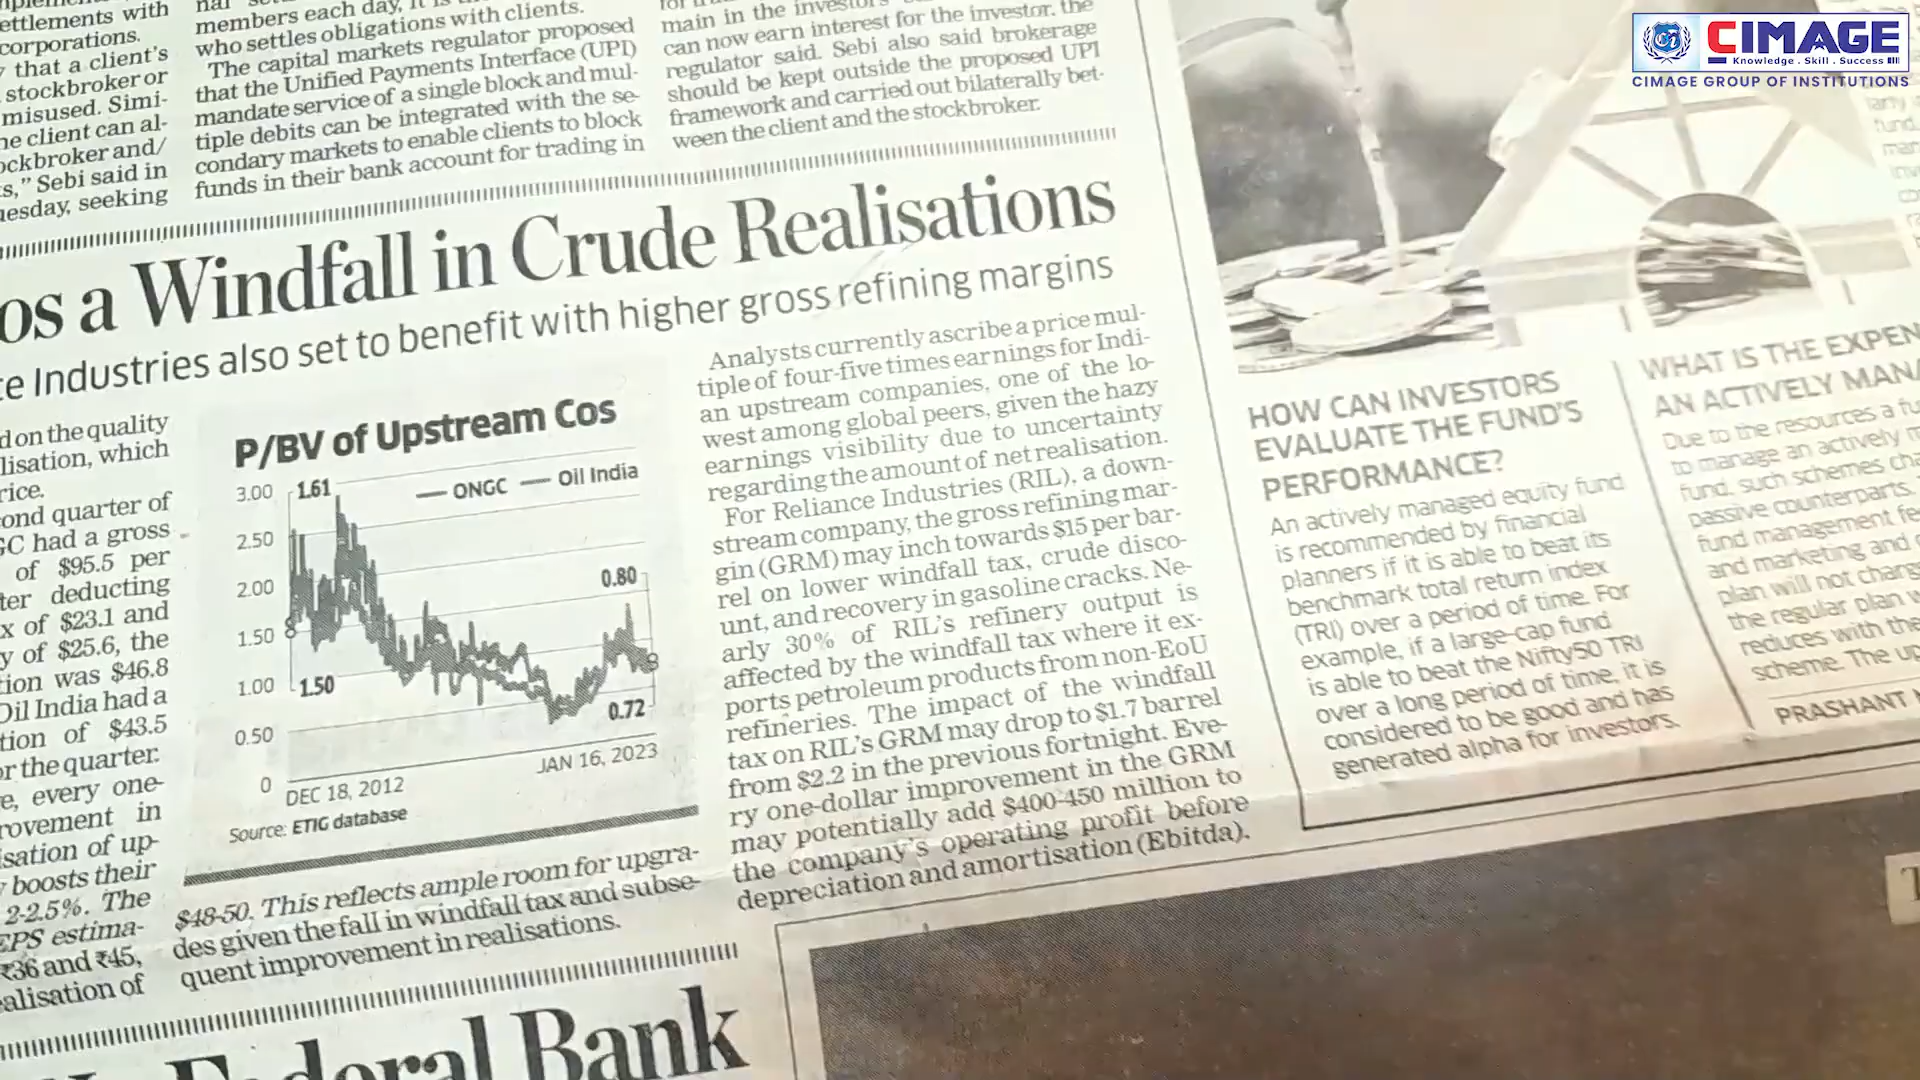 ettlements with
corporations.
that a client's
stockbroker or
misused. Simi-
ne client can al-
ockbroker and/
s," Sebi said in
uesday, seeking
members each day, it is
who settles obligations with clients.
The capital markets regulator proposed
that the Unified Payments Interface (UPI)
mandate service of a single block and mul-
tiple debits can be integrated with the se-
condary markets to enable clients to block
funds in their bank account for trading in
main in the investors
can now earn interest for the investor, the
regulator said. Sebi also said brokerage
should be kept outside the proposed UPI
framework and carried out bilaterally bet-
ween the client and the stockbroker.
os a Windfall in Crude Realisations
ce Industries also set to benefit with higher gross refining margins
d on the quality
lisation, which
rice.
ond quarter of
GC had a gross
of $95.5 per
ter deducting
x of $23.1 and
y of $25.6, the
tion was $46.8
Oil India had a
tion of $43.5
or the quarter.
e, every one-
rovement in
isation of up-
boosts their
2-2.5%. The
EPS estima-
₹36 and ₹45,
ealisation of
P/BV of Upstream Cos
ONGC Oil India
3.00
2.50
2.00
1.50
1.00
0.50
0
1.61
1.50
0.80
0.72
DEC 18, 2012
JAN 16, 2023
Source: ETIG database
$48-50. This reflects ample room for upgra-
des given the fall in windfall tax and subse-
quent improvement in realisations.
Analysts currently ascribe a price mul-
tiple of four-five times earnings for Indi-
an upstream companies, one of the lo-
west among global peers, given the hazy
earnings visibility due to uncertainty
regarding the amount of net realisation.
For Reliance Industries (RIL), a down-
stream company, the gross refining mar-
gin (GRM) may inch towards $15 per bar-
rel on lower windfall tax, crude disco-
unt, and recovery in gasoline cracks. Ne-
arly 30% of RIL's refinery output is
affected by the windfall tax where it ex-
ports petroleum products from non-EoU
refineries. The impact of the windfall
tax on RIL's GRM may drop to $1.7 barrel
from $2.2 in the previous fortnight. Eve-
ry one-dollar improvement in the GRM
may potentially add $400-450 million to
the company's operating profit before
depreciation and amortisation (Ebitda).
Federal Bank
HOW CAN INVESTORS
EVALUATE THE FUND'S
PERFORMANCE?
An actively managed equity fund
is recommended by financial
planners if it is able to beat its
benchmark total return index
(TRI) over a period of time. For
example, if a large-cap fund
is able to beat the Nifty50 TRI
over a long period of time, it is
considered to be good and has
generated alpha for investors.
WHAT IS THE EXPEN
AN ACTIVELY MANA
Due to the resources a fu
to manage an actively m
fund, such schemes cha
passive counterparts.
fund management fe
and marketing and
plan will not charg
the regular plan w
reduces with the
scheme. The up
PRASHANT
CIMAGE
Knowledge . Skill . Success
CIMAGE GROUP OF INSTITUTIONS